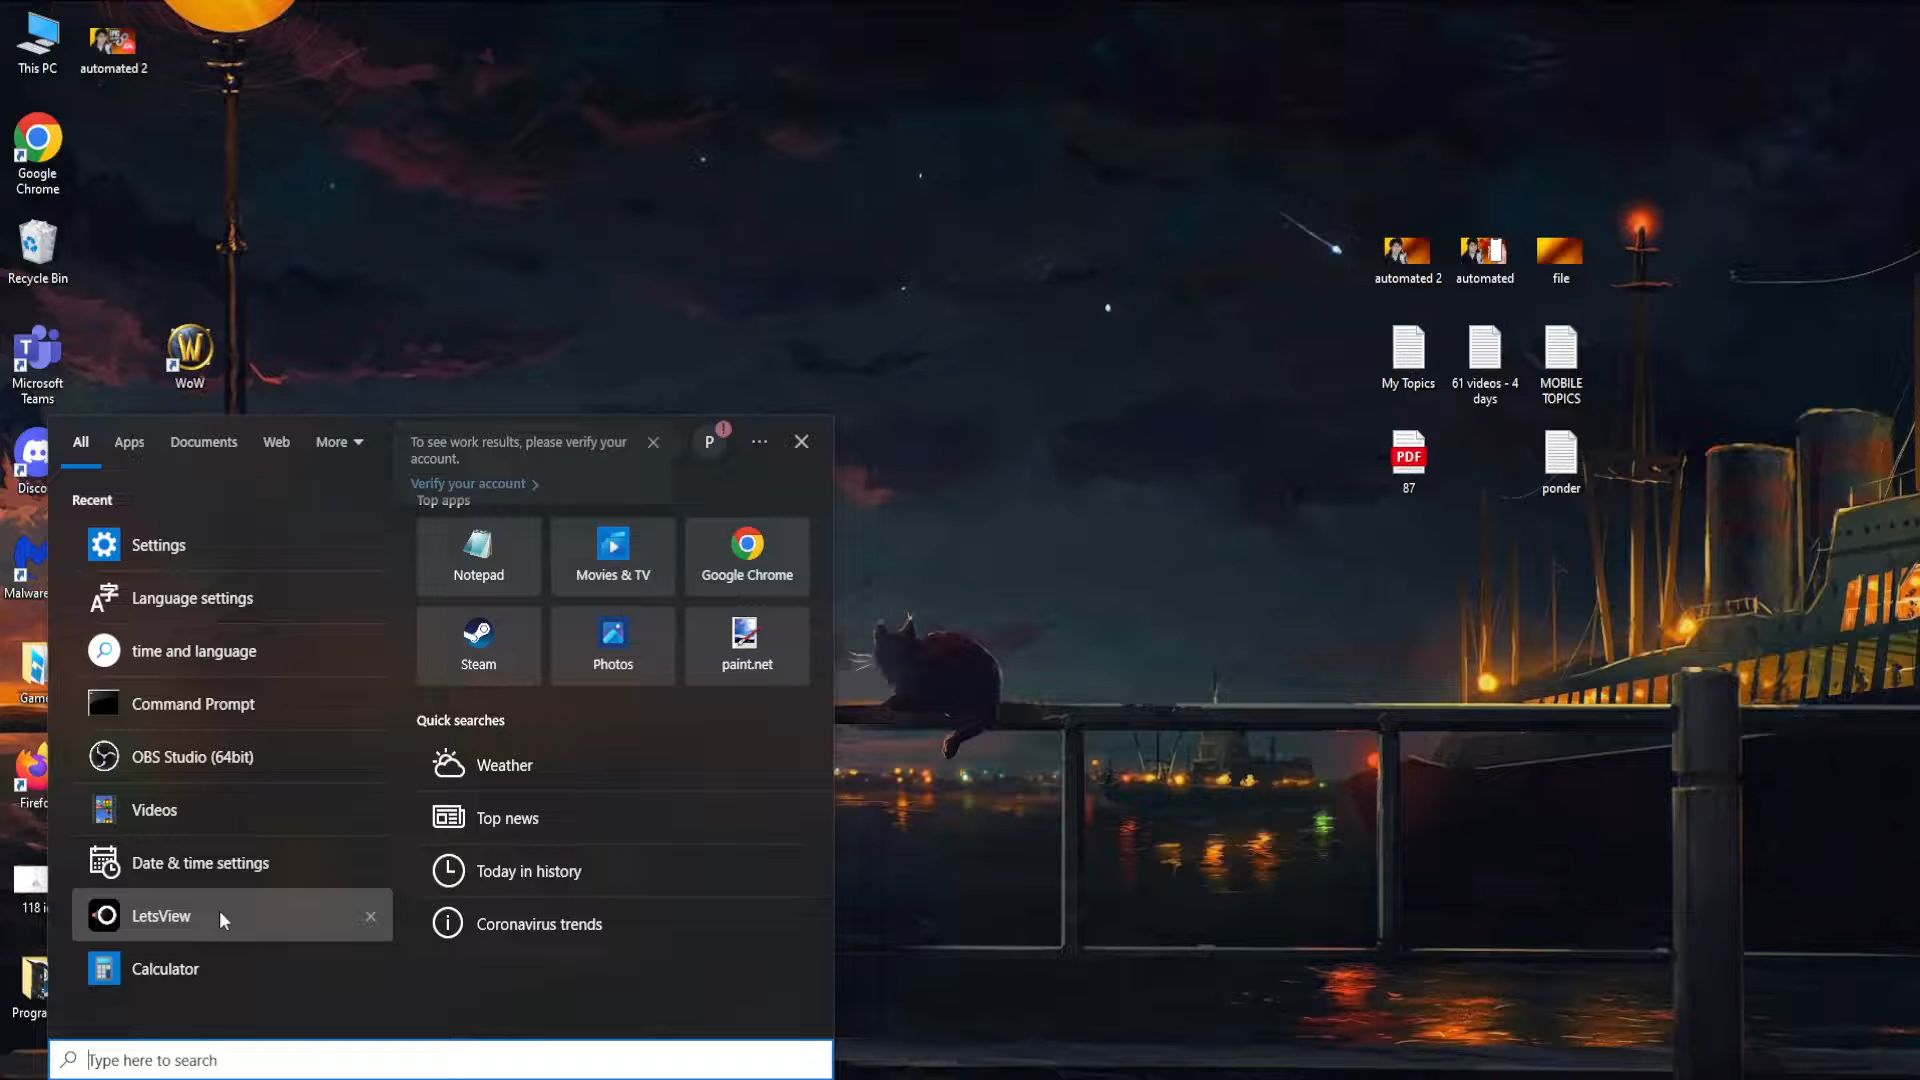 This PC
automated 2
Google
Chrome
Recycle Bin
Microsoft
Teams
WoW
Disco
Malware
Game
Firefo
118 i
Progra
automated 2
automated
file
My Topics
61 videos - 4
days
MOBILE
TOPICS
PDF
87
ponder
All
Apps
Documents
Web
More
To see work results, please verify your
account.
Verify your account
P
Recent
Settings
Language settings
time and language
Command Prompt
OBS Studio (64bit)
Videos
Date & time settings
LetsView
Calculator
Top apps
Notepad
Movies & TV
Google Chrome
Steam
Photos
paint.net
Quick searches
Weather
Top news
Today in history
Coronavirus trends
Type here to search